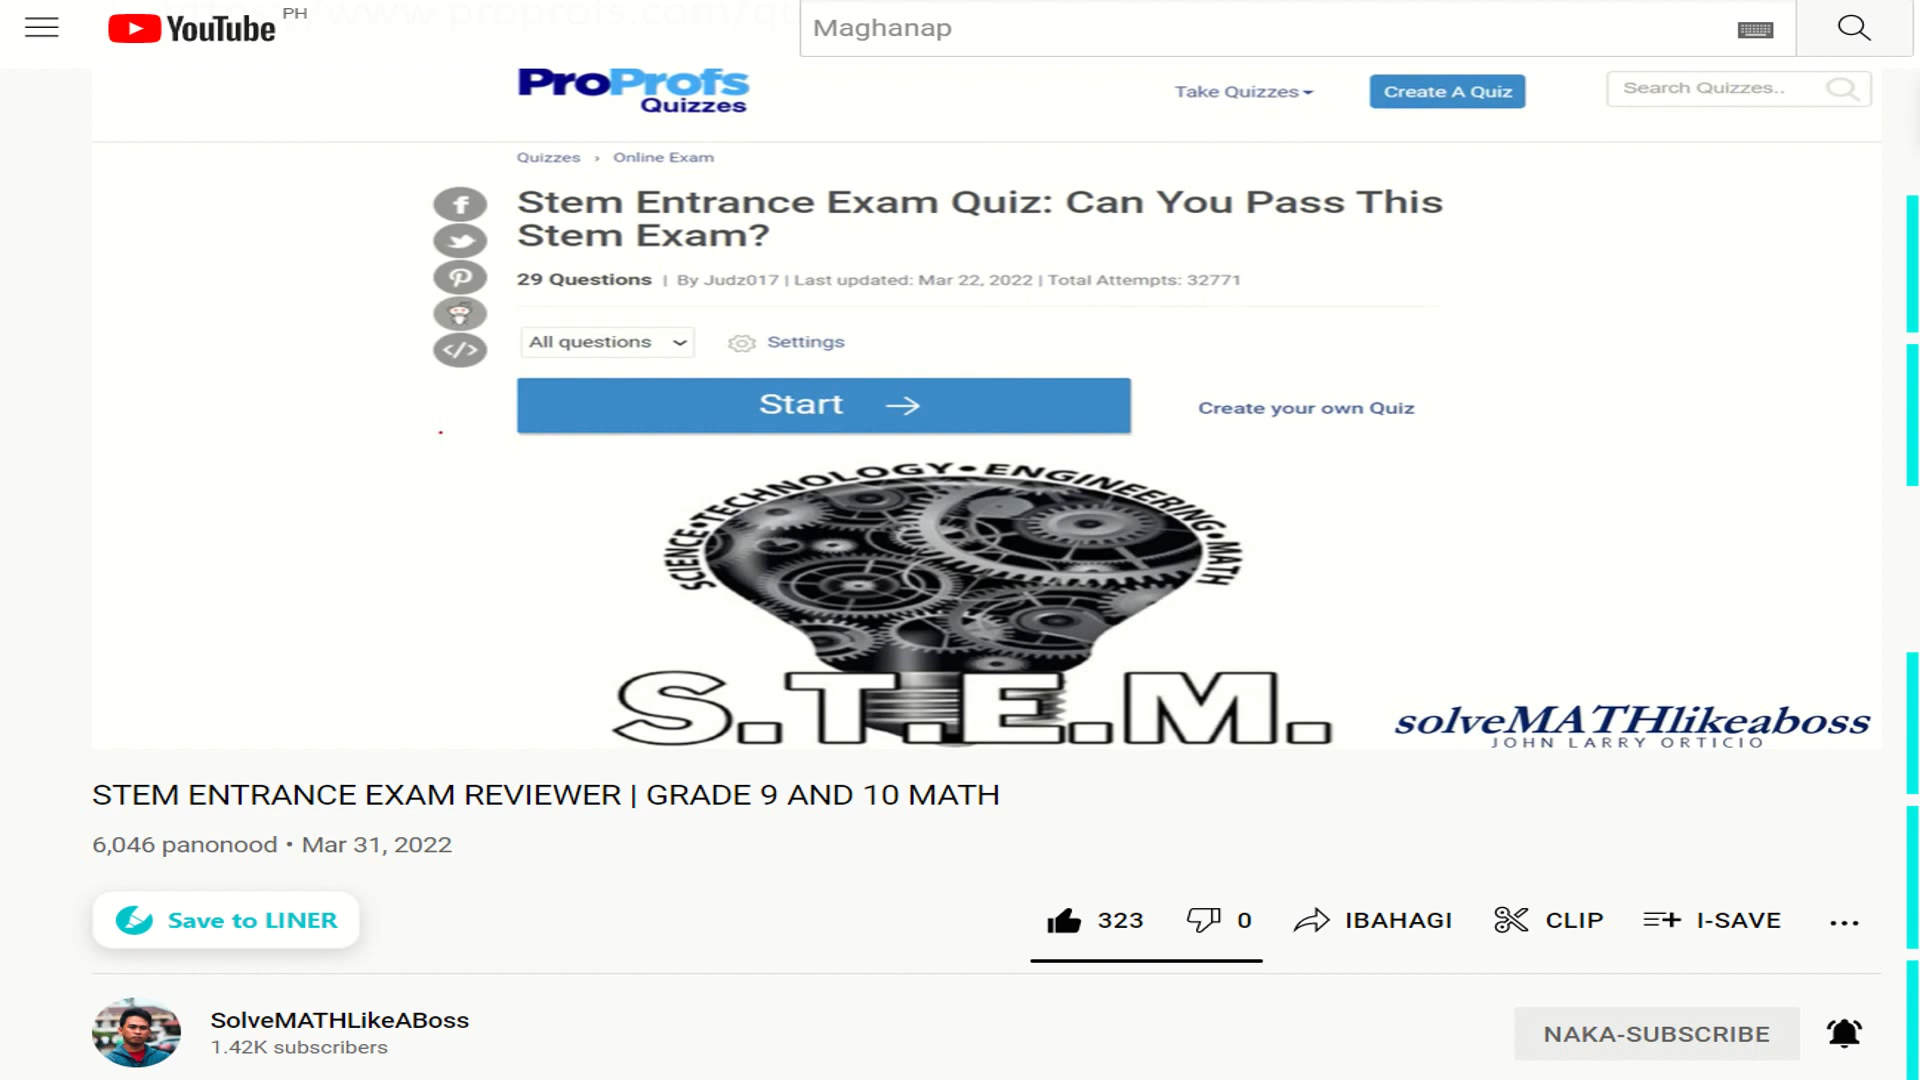 YouTube PH
Maghanap
ProProfs
Quizzes
Take Quizzes
Create A Quiz
Search Quizzes..
Quizzes › Online Exam
Stem Entrance Exam Quiz: Can You Pass This
Stem Exam?
29 Questions | By Judz017 | Last updated: Mar 22, 2022 | Total Attempts: 32771
All questions
Settings
Start →
Create your own Quiz
SCIENCE•TECHNOLOGY•ENGINEERING•MATH
S.T.E.M.
solveMATHlikeaboss
JOHN LARRY ORTICIO
STEM ENTRANCE EXAM REVIEWER | GRADE 9 AND 10 MATH
6,046 panonood • Mar 31, 2022
Save to LINER
323
0
IBAHAGI
CLIP
I-SAVE
...
SolveMATHLikeABoss
1.42K subscribers
NAKA-SUBSCRIBE